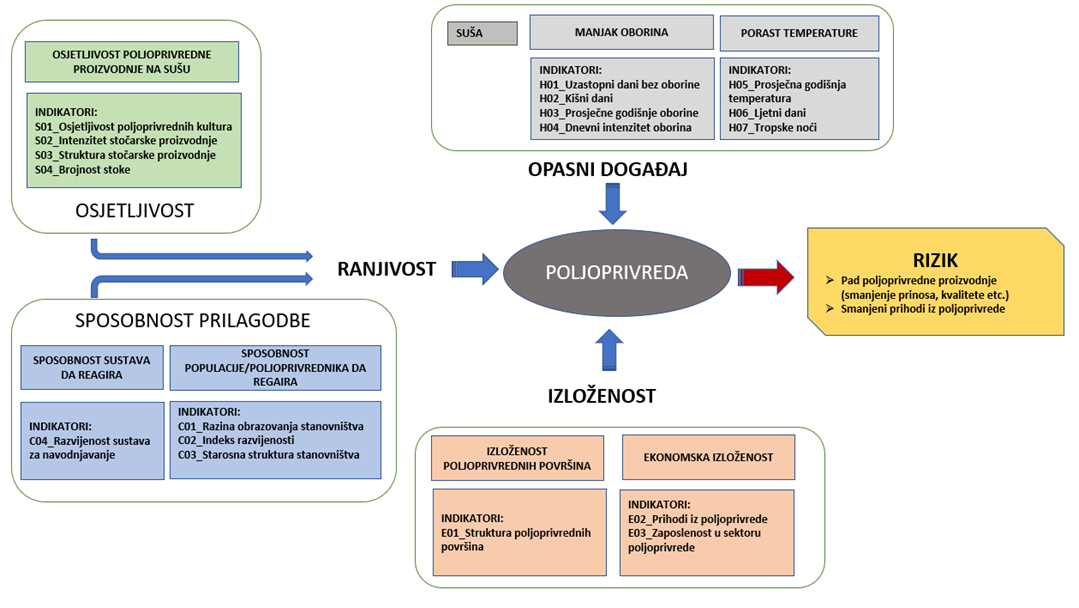 OSJETLJIVOST POLJOPRIVREDNE
PROIZVODNJE NA SUŠU
INDIKATORI:
S01_Osjetljivost poljoprivrednih kultura
S02_Intenzitet stočarske proizvodnje
S03_Struktura stočarske proizvodnje
S04_Brojnost stoke
OSJETLJIVOST
SUŠA
MANJAK OBORINA
INDIKATORI:
H01_Uzastopni dani bez oborine
H02_Kišni dani
H03_Prosječne godišnje oborine
H04_Dnevni intenzitet oborina
PORAST TEMPERATURE
INDIKATORI:
H05_Prosječna godišnja
temperatura
H06_Ljetni dani
H07_Tropske noći
OPASNI DOGAĐAJ
RANJIVOST
POLJOPRIVREDA
RIZIK
➢ Pad poljoprivredne proizvodnje
(smanjenje prinosa, kvalitete etc.)
➢ Smanjeni prihodi iz poljoprivrede
SPOSOBNOST PRILAGODBE
SPOSOBNOST SUSTAVA
DA REAGIRA
INDIKATORI:
C04_Razvijenost sustava
za navodnjavanje
SPOSOBNOST
POPULACIJE/POLJOPRIVREDNIKA DA
REGAIRA
INDIKATORI:
C01_Razina obrazovanja stanovništva
C02_Indeks razvijenosti
C03_Starosna struktura stanovništva
IZLOŽENOST
IZLOŽENOST
POLJOPRIVREDNIH POVRŠINA
INDIKATORI:
E01_Struktura poljoprivrednih
površina
EKONOMSKA IZLOŽENOST
INDIKATORI:
E02_Prihodi iz poljoprivrede
E03_Zaposlenost u sektoru
poljoprivrede